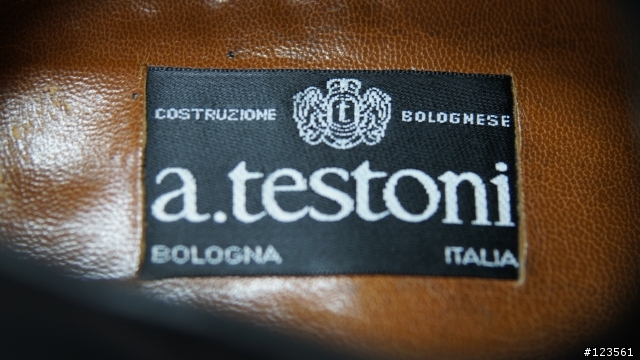 COSTRUZIONE t BOLOGNESE
a.testoni
BOLOGNA ITALIA
#123561